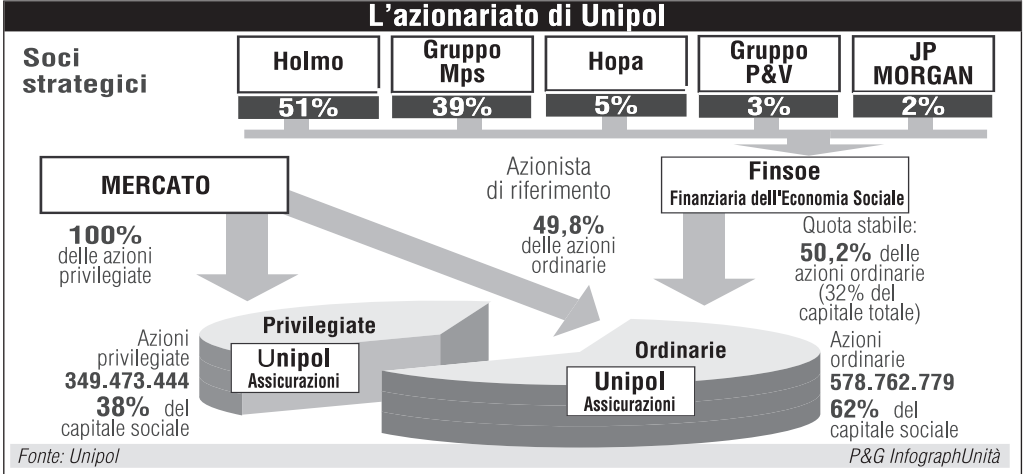 L'azionariato di Unipol
Soci
strategici
Holmo
51%
Gruppo
Mps
39%
Hopa
5%
Gruppo
P&V
3%
JP
MORGAN
2%
MERCATO
100%
delle azioni
privilegiate
Azionista
di riferimento
49,8%
delle azioni
ordinarie
Finsoe
Finanziaria dell'Economia Sociale
Quota stabile:
50,2% delle
azioni ordinarie
(32% del
capitale totale)
Privilegiate
Unipol
Assicurazioni
Azioni
privilegiate
349.473.444
38% del
capitale sociale
Ordinarie
Unipol
Assicurazioni
Azioni
ordinarie
578.762.779
62% del
capitale sociale
Fonte: Unipol
P&G InfographUnità